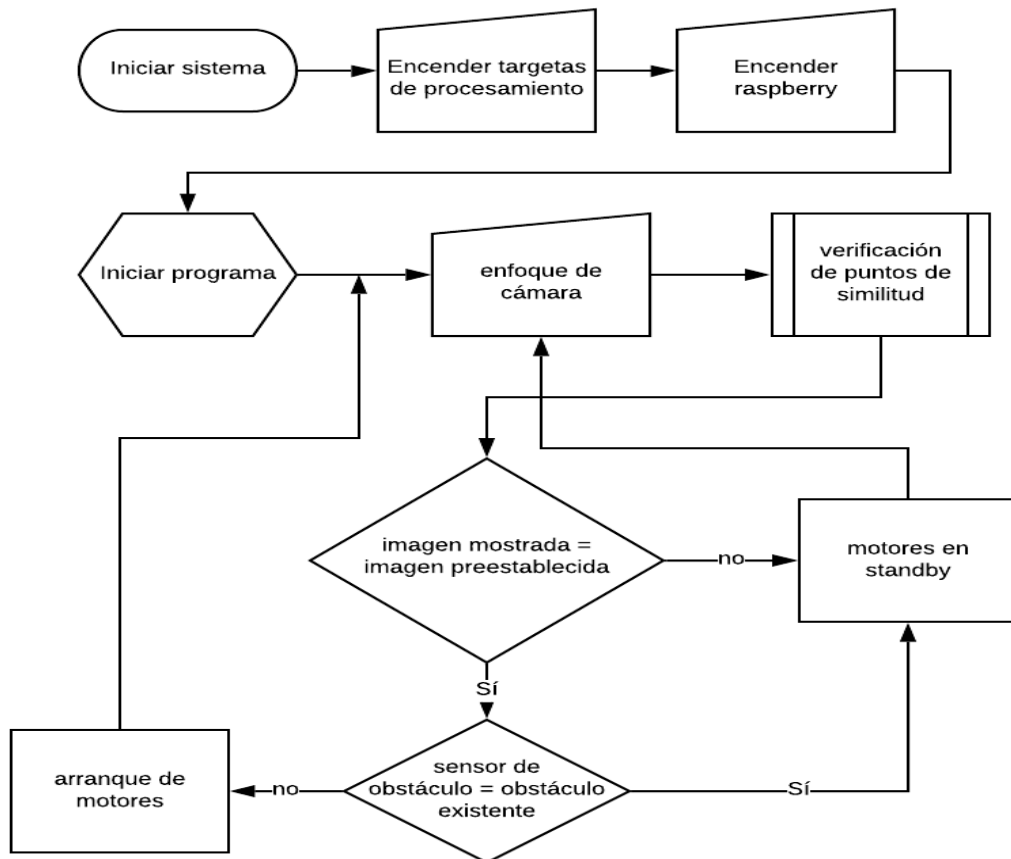 Iniciar sistema
Encender targetas
de procesamiento
Encender
raspberry
Iniciar programa
enfoque de
cámara
verificación
de puntos de
similitud
imagen mostrada =
imagen preestablecida
no
motores en
standby
Sí
sensor de
obstáculo = obstáculo
existente
Sí
no
arranque de
motores